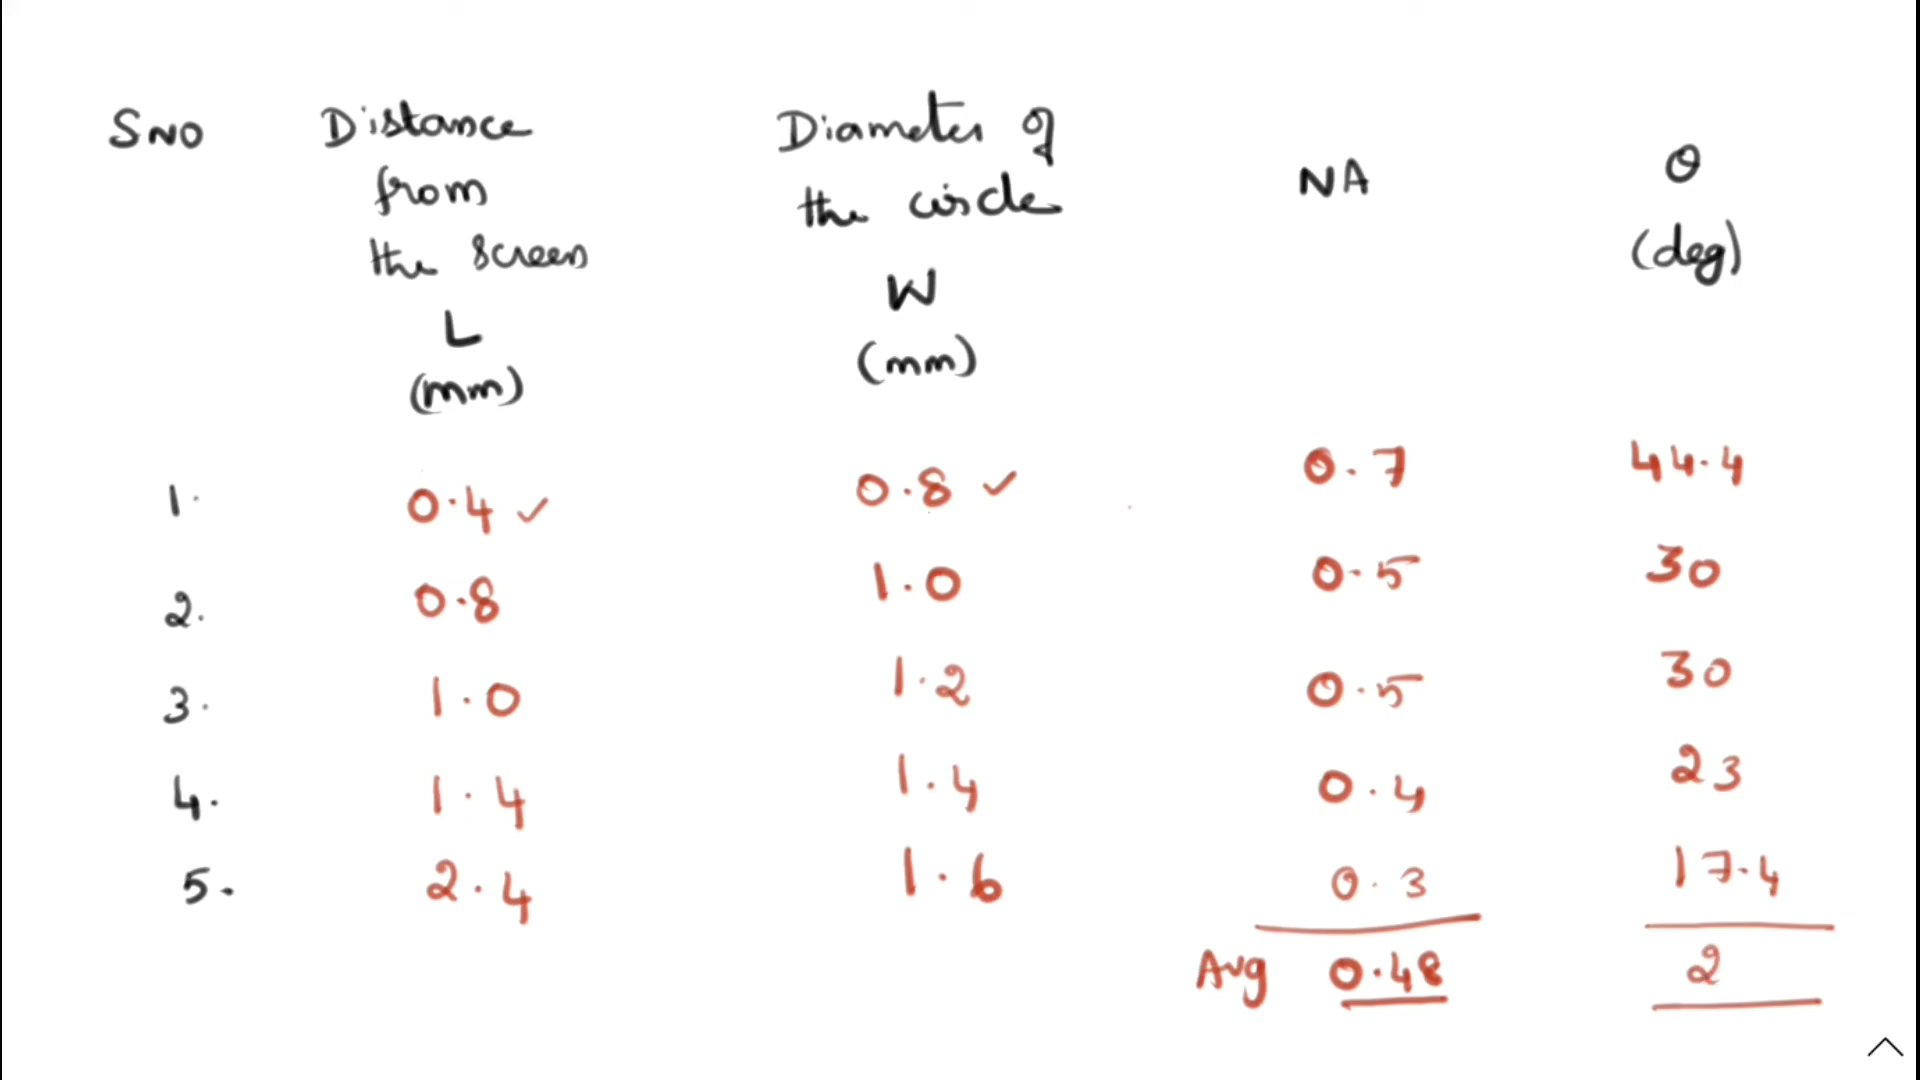 SNO Distance from the screen L (mm) Diameter of the circle W (mm) NA θ (deg)
1. 0.4 ✓ 0.8 ✓ 0.7 44.4
2. 0.8 1.0 0.5 30
3. 1.0 1.2 0.5 30
4. 1.4 1.4 0.4 23
5. 2.4 1.6 0.3 17.4
Avg 0.48 2